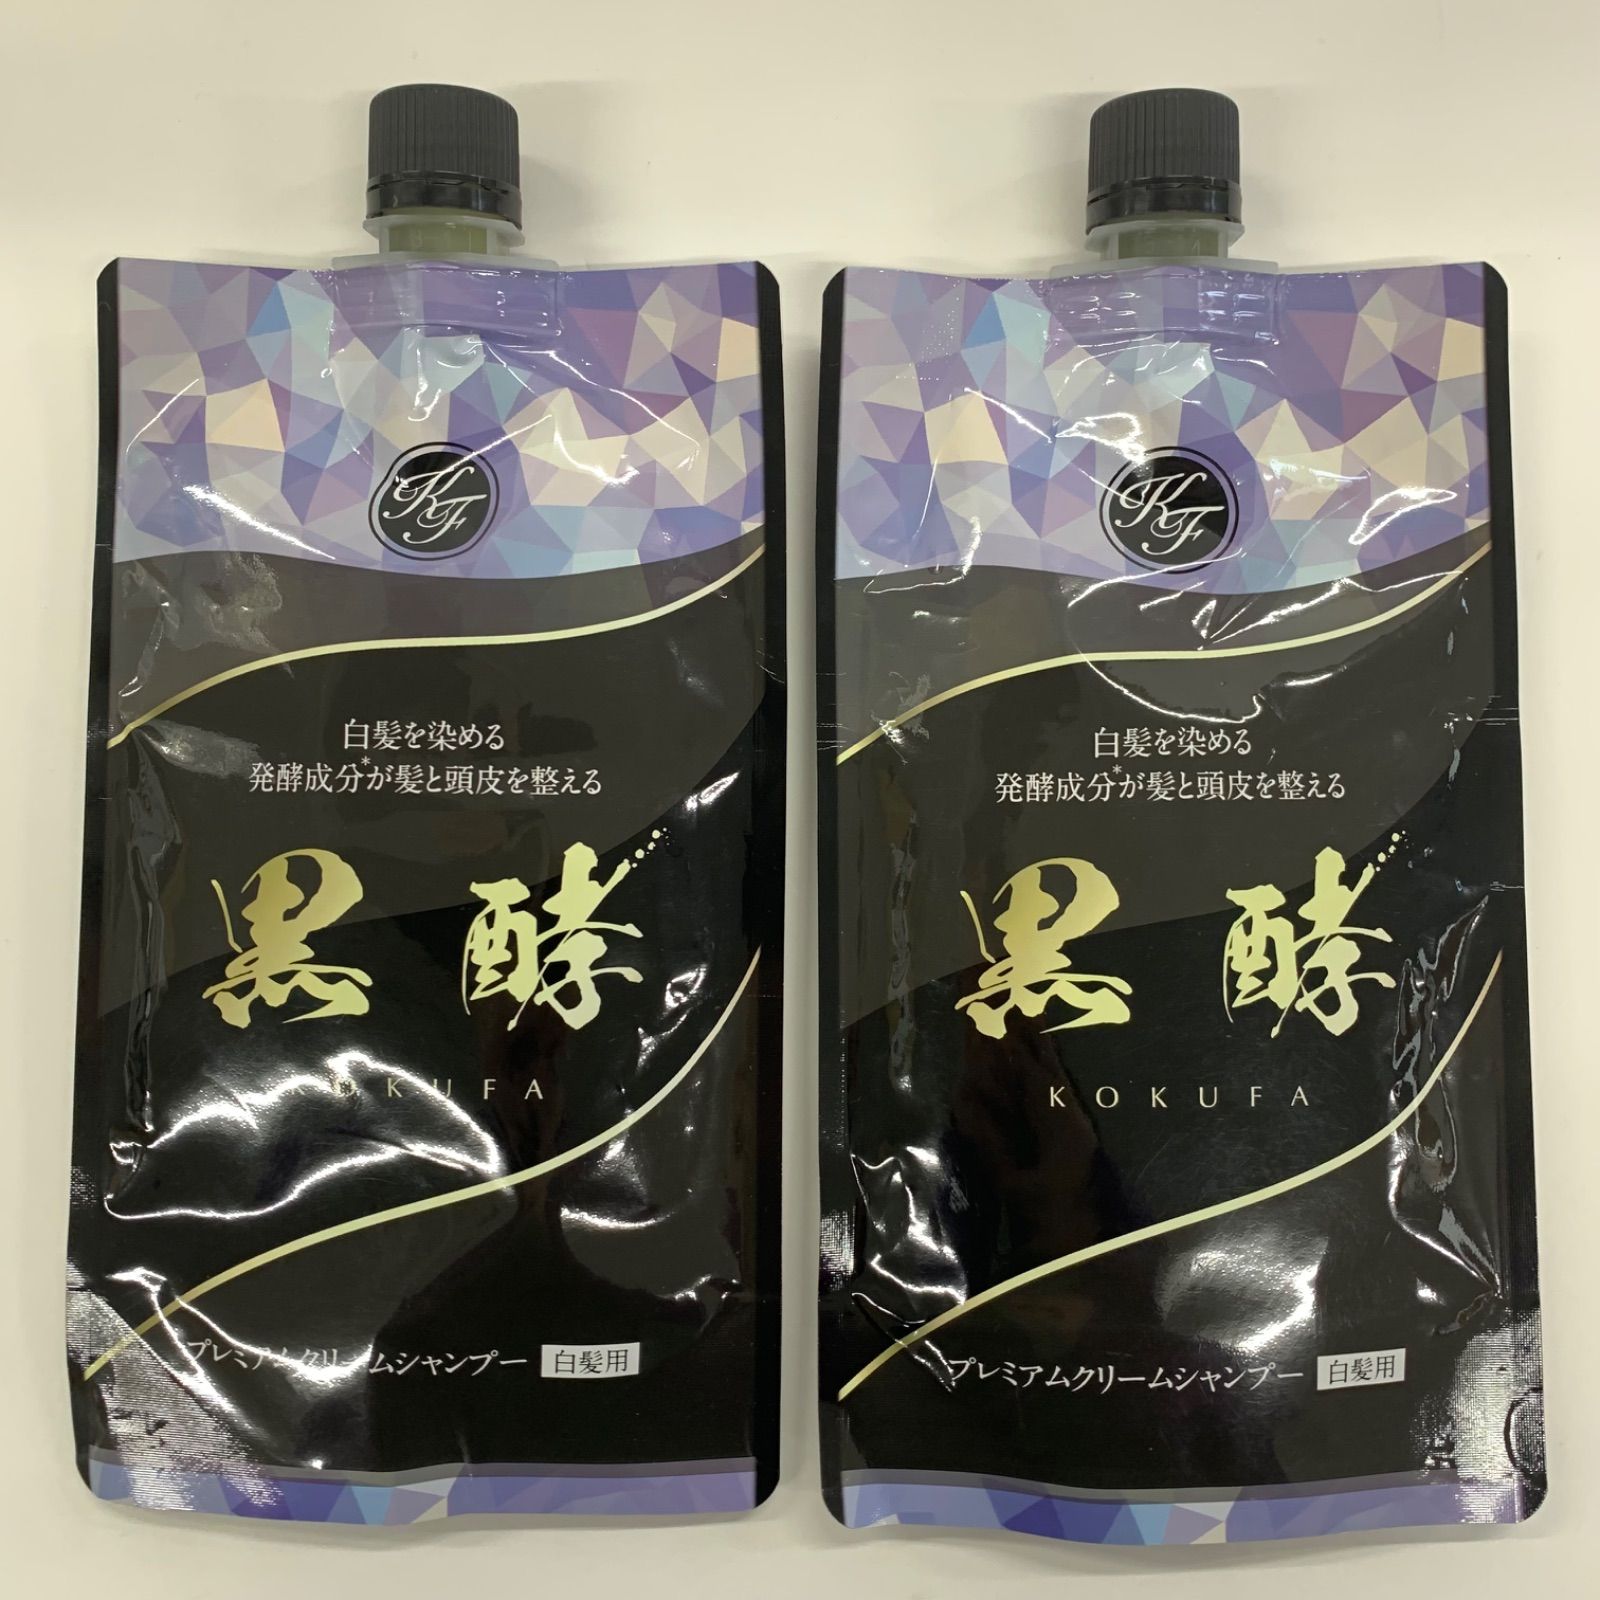 KF
白髪を染める
発酵成分*が髪と頭皮を整える
黒酵
KOKUFA
プレミアムクリームシャンプー 白髪用
KF
白髪を染める
発酵成分*が髪と頭皮を整える
黒酵
KOKUFA
プレミアムクリームシャンプー 白髪用